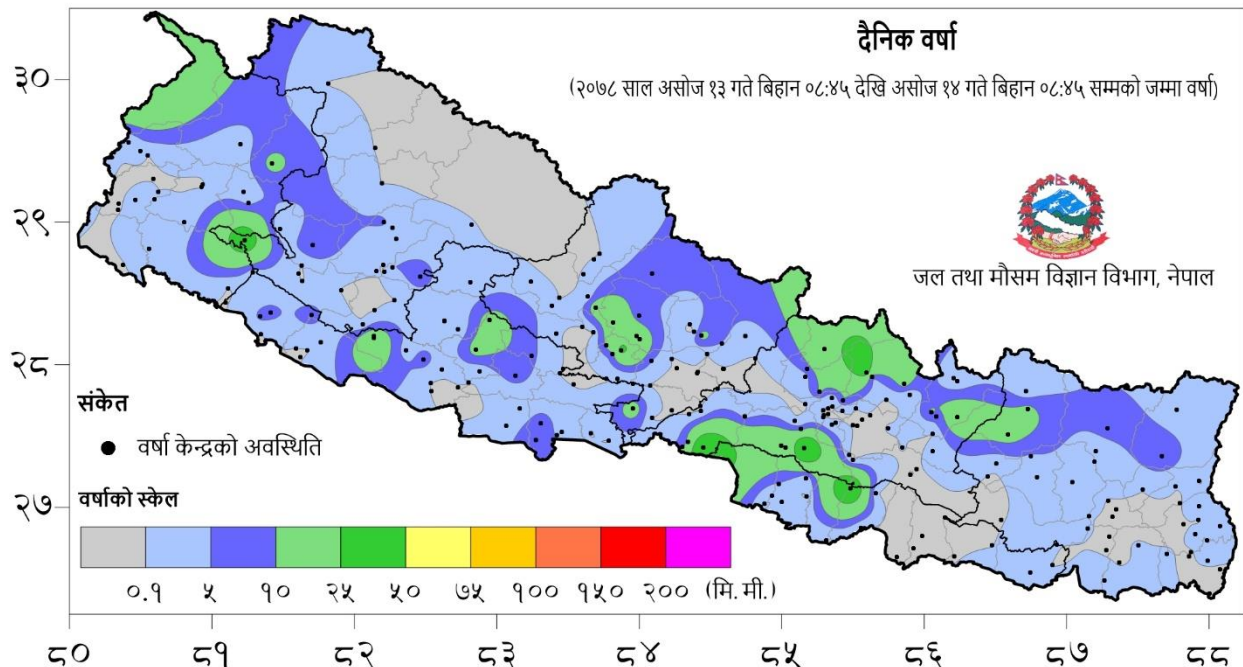 दैनिक वर्षा
(२०७८ साल असोज १३ गते बिहान ०८:४५ देखि असोज १४ गते बिहान ०८:४५ सम्मको जम्मा वर्षा)
३०
२९
जल तथा मौसम विज्ञान विभाग, नेपाल
२८
संकेत
वर्षा केन्द्रको अवस्थिति
वर्षाको स्केल
२७
०.१ ५ १० २५ ५० ७५ १०० १५० २०० (मि.मी.)
८० ८१ ८२ ८३ ८४ ८५ ८६ ८७ ८८